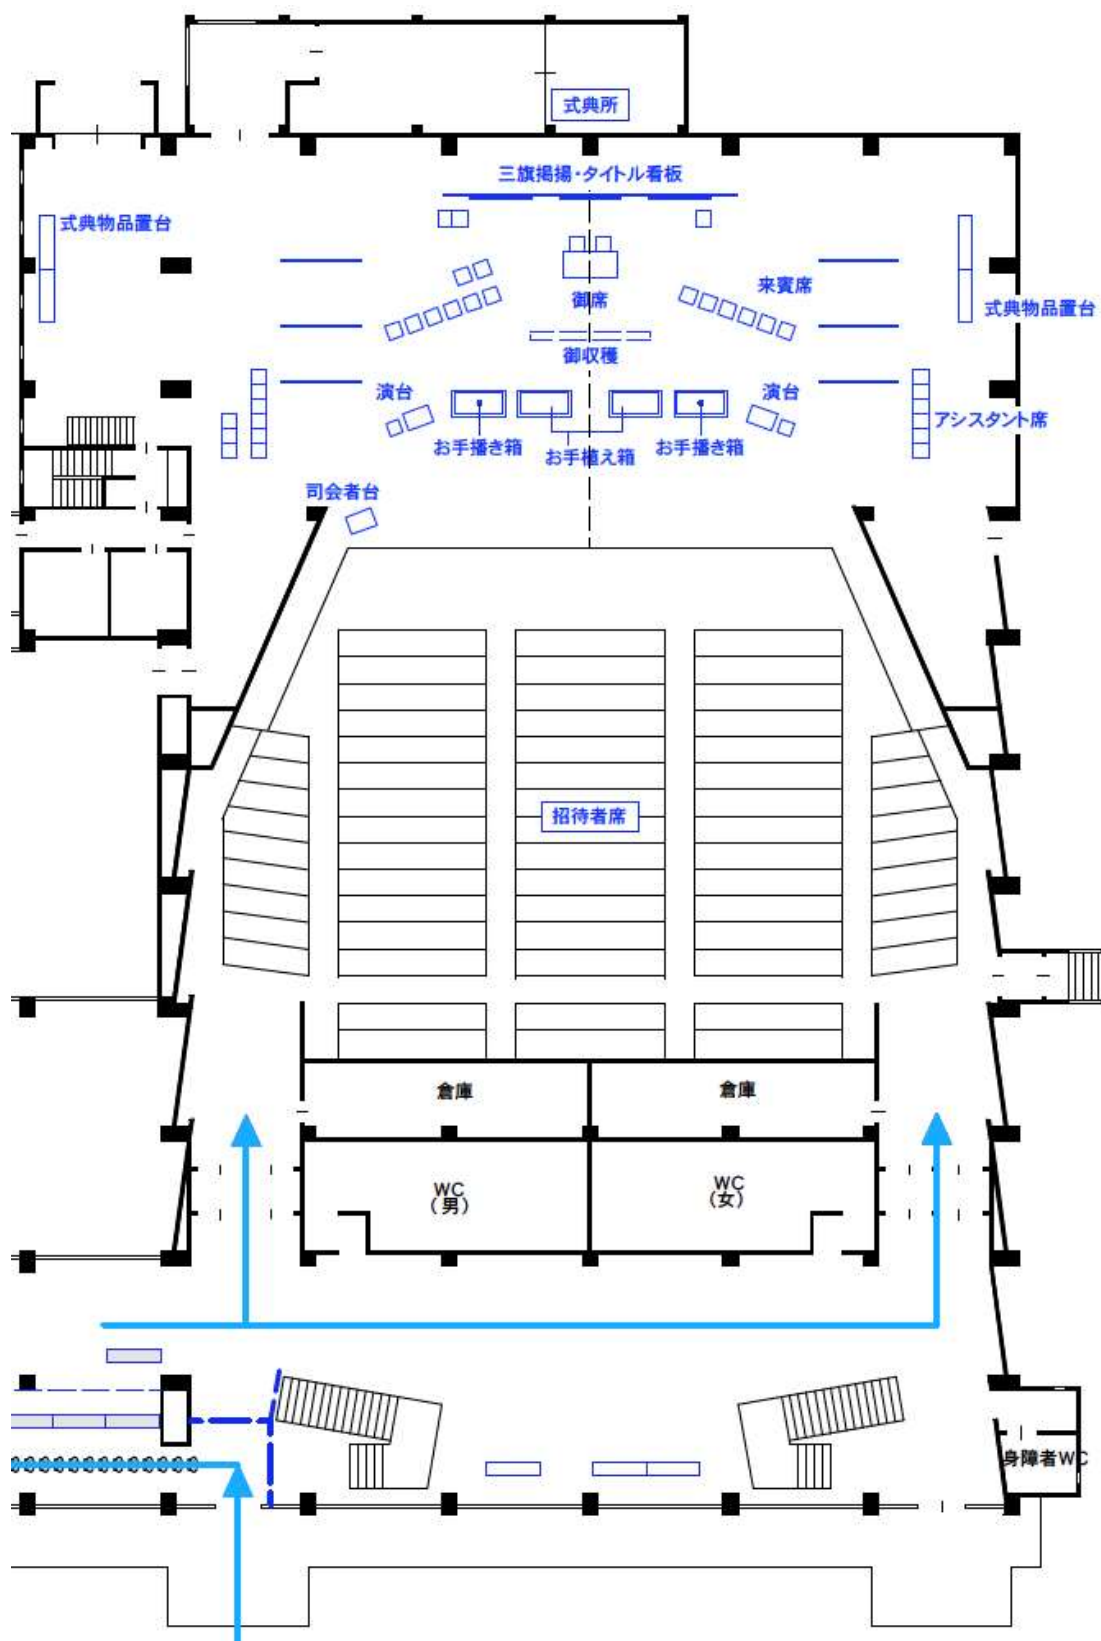 式典所
三旗掲揚・タイトル看板
式典物品置台
来賓席
御席
式典物品置台
御収穫
演台
演台
アシスタント席
お手播き箱
お手植え箱
お手播き箱
司会者台
招待者席
倉庫
倉庫
WC
(男)
WC
(女)
身障者WC